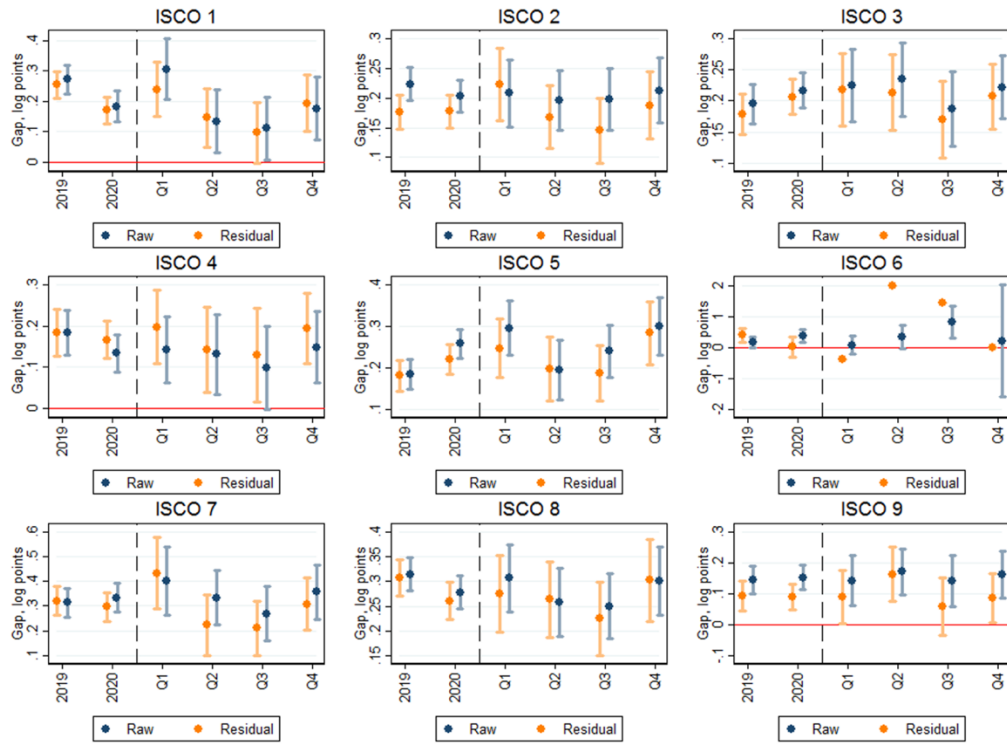 ISCO 1
Gap, log points
.4
.3
.2
.1
0
2019
2020
Q1
Q2
Q3
Q4
Raw
Residual
ISCO 2
Gap, log points
.3
.25
.2
.15
.1
2019
2020
Q1
Q2
Q3
Q4
Raw
Residual
ISCO 3
Gap, log points
.3
.25
.2
.15
.1
2019
2020
Q1
Q2
Q3
Q4
Raw
Residual
ISCO 4
Gap, log points
.3
.2
.1
0
2019
2020
Q1
Q2
Q3
Q4
Raw
Residual
ISCO 5
Gap, log points
.4
.3
.2
.1
2019
2020
Q1
Q2
Q3
Q4
Raw
Residual
ISCO 6
Gap, log points
2
1
0
-1
-2
2019
2020
Q1
Q2
Q3
Q4
Raw
Residual
ISCO 7
Gap, log points
.6
.5
.4
.3
.2
.1
2019
2020
Q1
Q2
Q3
Q4
Raw
Residual
ISCO 8
Gap, log points
.4
.35
.3
.25
.2
.15
2019
2020
Q1
Q2
Q3
Q4
Raw
Residual
ISCO 9
Gap, log points
.3
.2
.1
0
-.1
2019
2020
Q1
Q2
Q3
Q4
Raw
Residual